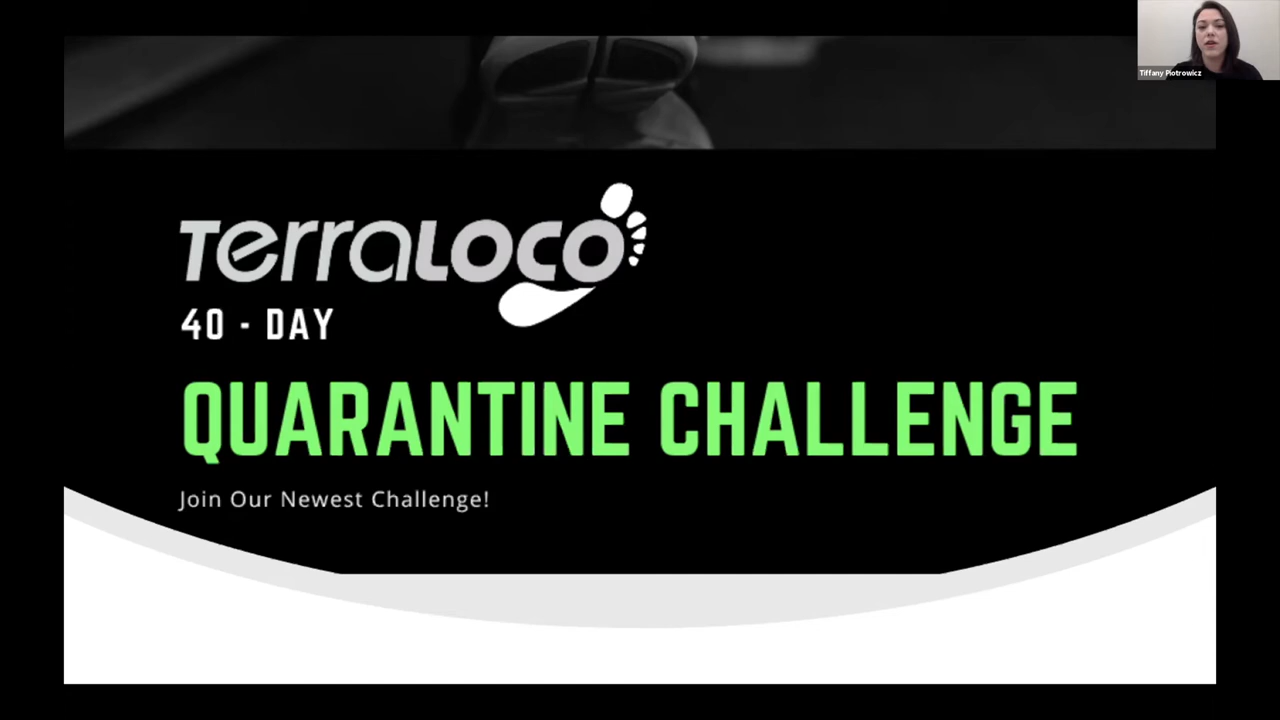 Tiffany Piotrowicz
Terraloco
40 - DAY
QUARANTINE CHALLENGE
Join Our Newest Challenge!